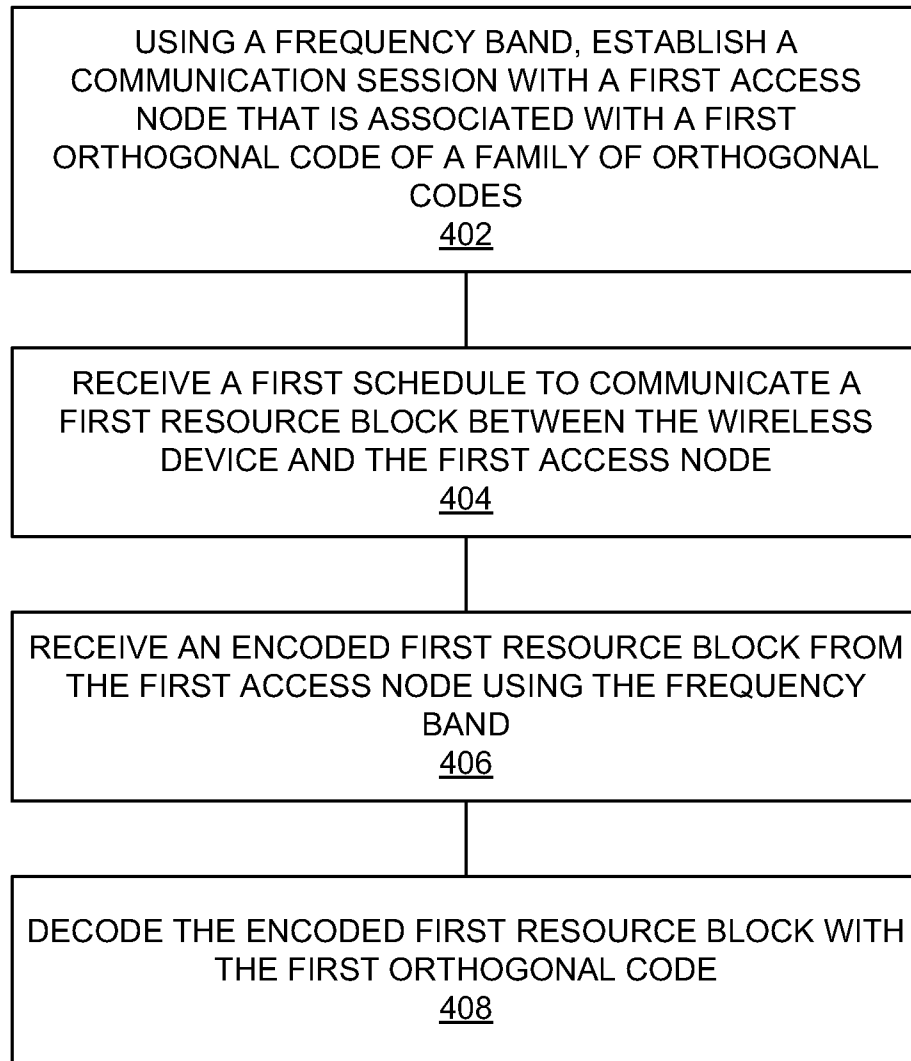 USING A FREQUENCY BAND, ESTABLISH A
COMMUNICATION SESSION WITH A FIRST ACCESS
NODE THAT IS ASSOCIATED WITH A FIRST
ORTHOGONAL CODE OF A FAMILY OF ORTHOGONAL
CODES
402
RECEIVE A FIRST SCHEDULE TO COMMUNICATE A
FIRST RESOURCE BLOCK BETWEEN THE WIRELESS
DEVICE AND THE FIRST ACCESS NODE
404
RECEIVE AN ENCODED FIRST RESOURCE BLOCK FROM
THE FIRST ACCESS NODE USING THE FREQUENCY
BAND
406
DECODE THE ENCODED FIRST RESOURCE BLOCK WITH
THE FIRST ORTHOGONAL CODE
408